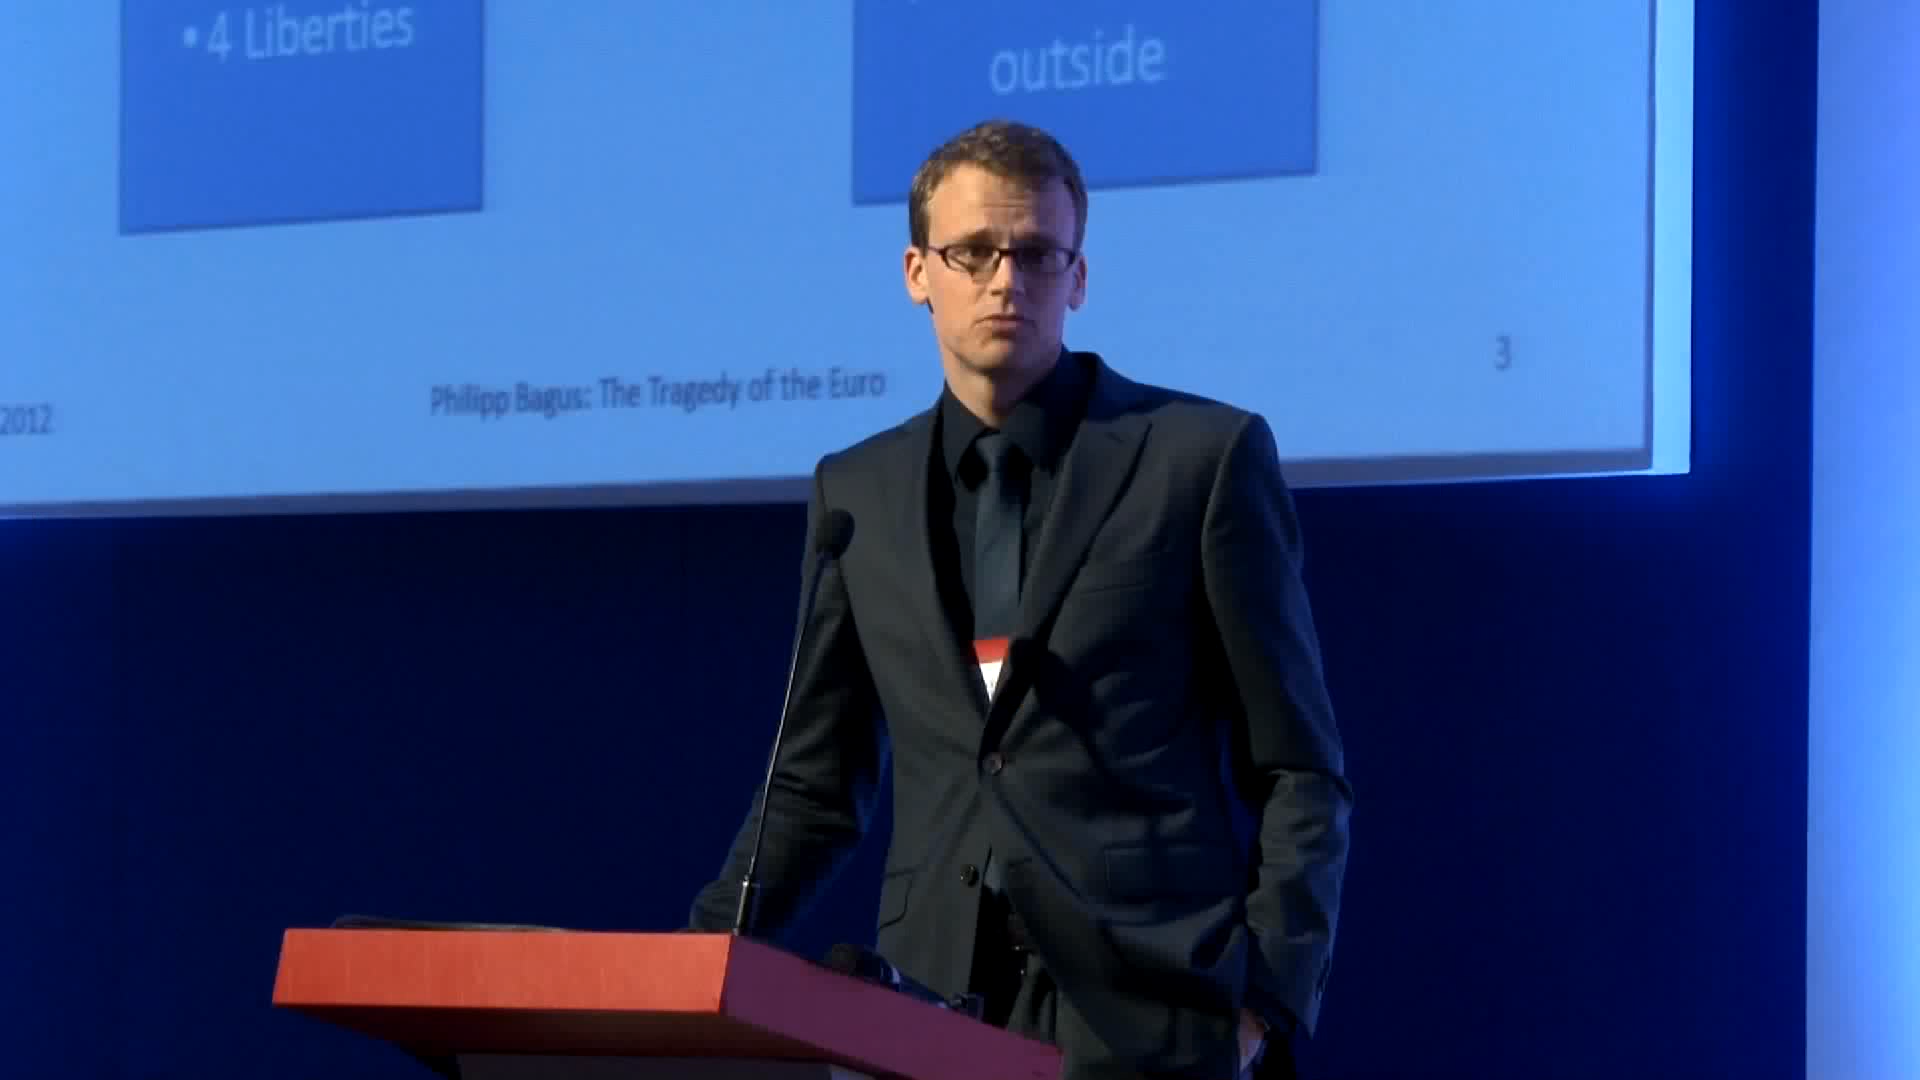 • 4 Liberties
outside
2012
Philipp Bagus: The Tragedy of the Euro
3